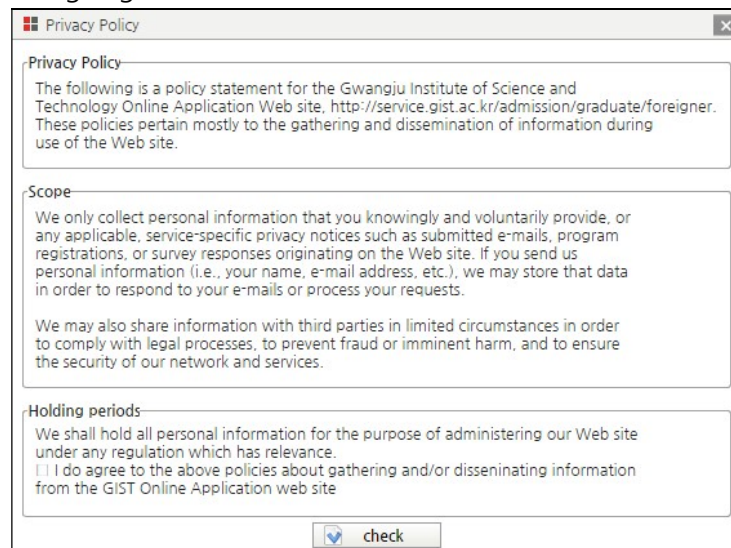 Privacy Policy
Privacy Policy
The following is a policy statement for the Gwangju Institute of Science and
Technology Online Application Web site, http://service.gist.ac.kr/admission/graduate/foreigner.
These policies pertain mostly to the gathering and dissemination of information during
use of the Web site.
Scope
We only collect personal information that you knowingly and voluntarily provide, or
any applicable, service-specific privacy notices such as submitted e-mails, program
registrations, or survey responses originating on the Web site. If you send us
personal information (i.e., your name, e-mail address, etc.), we may store that data
in order to respond to your e-mails or process your requests.
We may also share information with third parties in limited circumstances in order
to comply with legal processes, to prevent fraud or imminent harm, and to ensure
the security of our network and services.
Holding periods
We shall hold all personal information for the purpose of administering our Web site
under any regulation which has relevance.
I do agree to the above policies about gathering and/or disseninating information
from the GIST Online Application web site
check